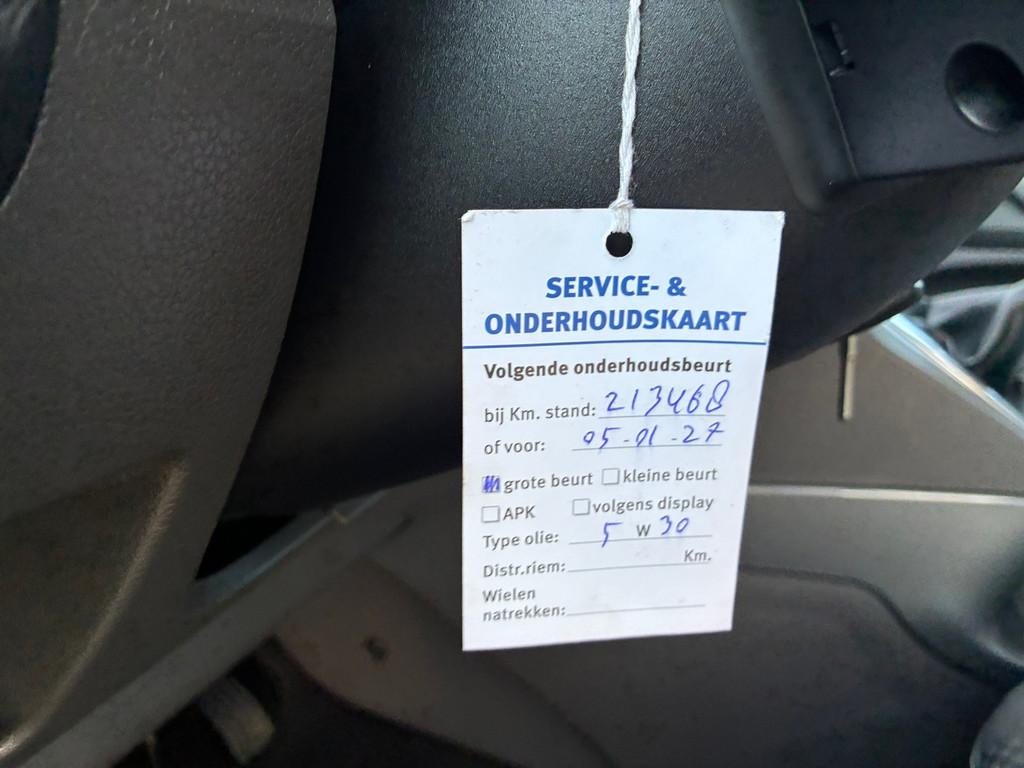 SERVICE- &
ONDERHOUDSKAART
Volgende onderhoudsbeurt
bij Km. stand: 213468
of voor: 05-01-27
grote beurt kleine beurt
APK volgens display
Type olie: 5 W 30
Distr.riem: Km.
Wielen
natrekken: